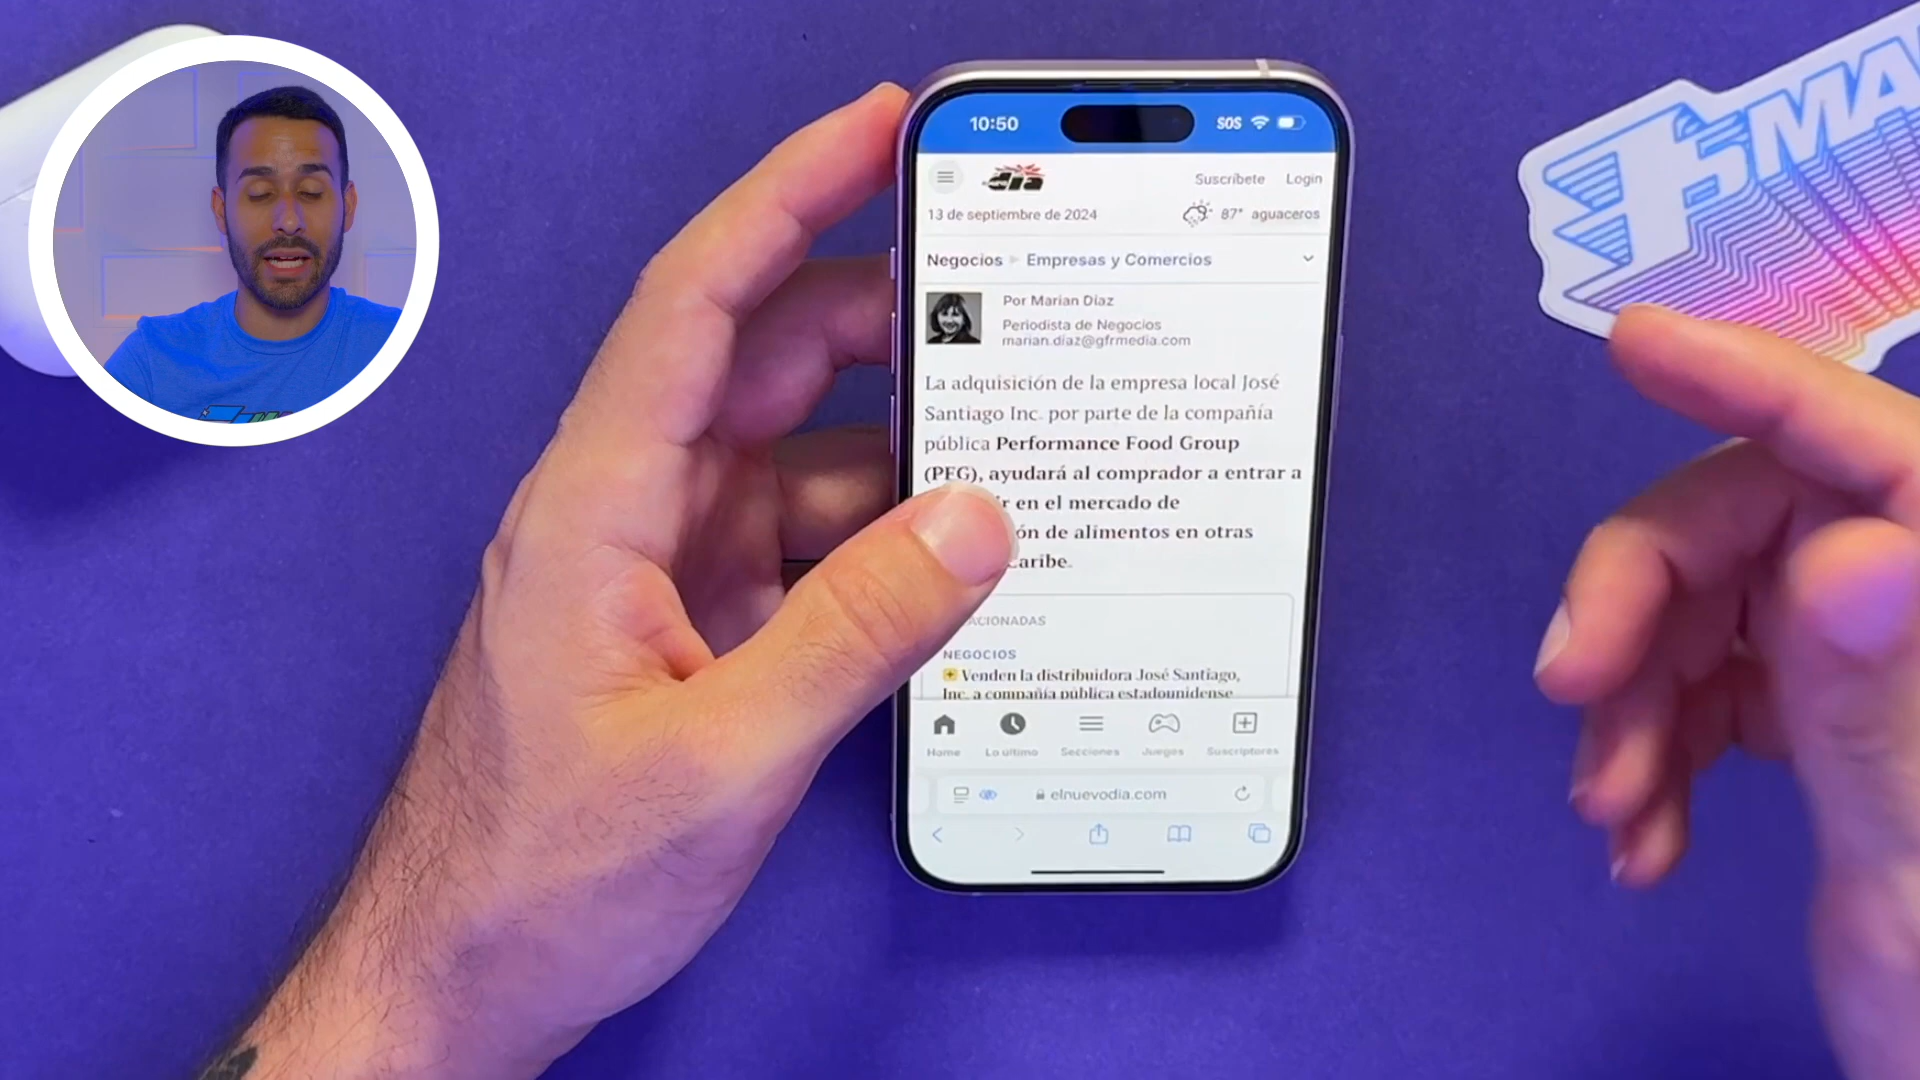 10:50 SOS
día
Suscríbete Login
13 de septiembre de 2024 87° aguaceros
Negocios Empresas y Comercios
Por Marian Díaz
Periodista de Negocios
marian.diaz@gfrmedia.com
La adquisición de la empresa local José
Santiago Inc. por parte de la compañía
pública Performance Food Group
(PFG), ayudará al comprador a entrar a
en el mercado de
de alimentos en otras
NEGOCIOS
Venden la distribuidora José Santiago,
Inc. a compañía pública estadounidense
Home Lo último Secciones Juegos Suscriptores
elnuevodia.com